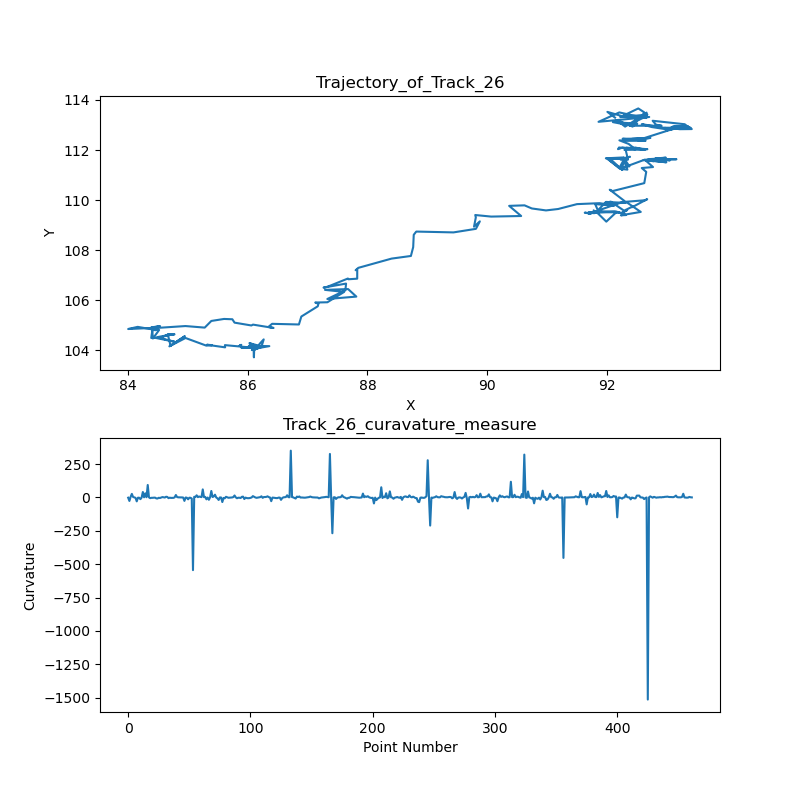 Trajectory_of_Track_26
114
112
110
108
106
104
Y
84 86 88 90 92
X
Track_26_curavature_measure
250
0
−250
−500
−750
−1000
−1250
−1500
Curvature
0 100 200 300 400
Point Number